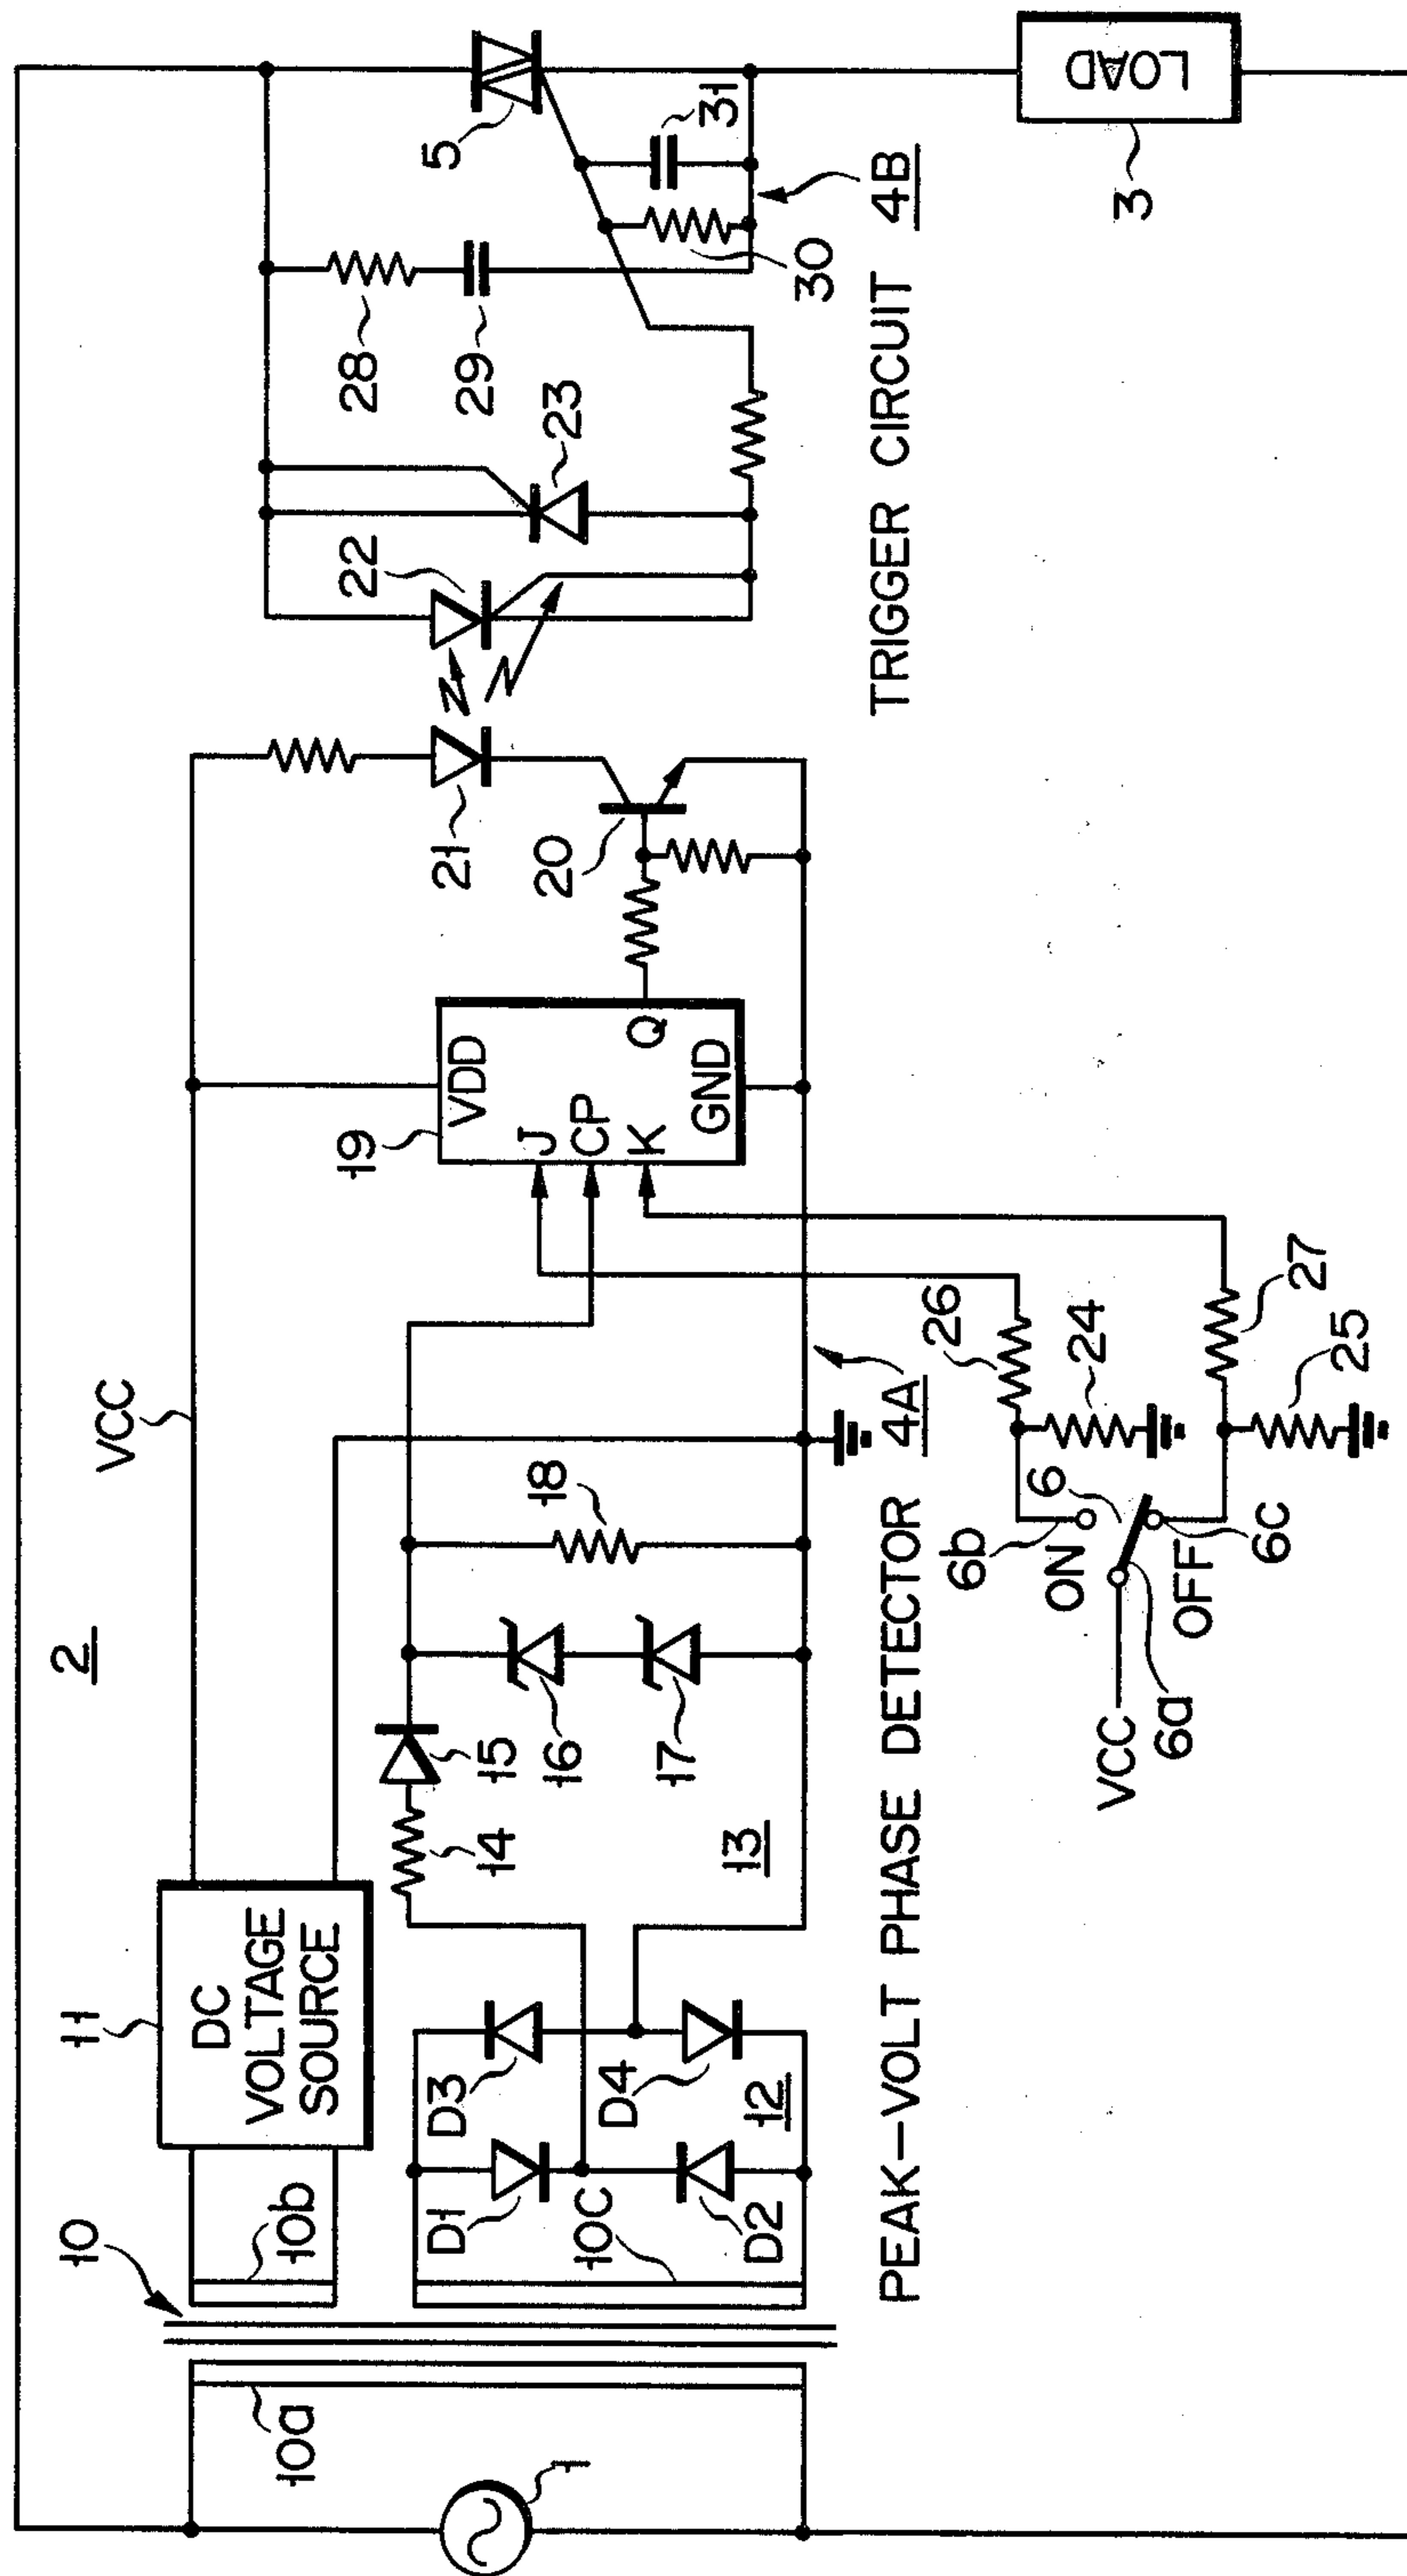 2
VCC
10
11
DC
VOLTAGE
SOURCE
10b
10a
1
D1
D3
10C
D2
D4
12
14
15
16
17
18
13
19
VDD
J
CP
K
Q
GND
20
21
22
23
28
29
5
31
30
4B
TRIGGER CIRCUIT
LOAD
3
PEAK-VOLT PHASE DETECTOR 4A
VCC
6a
6b
ON
6
OFF
6C
26
24
27
25